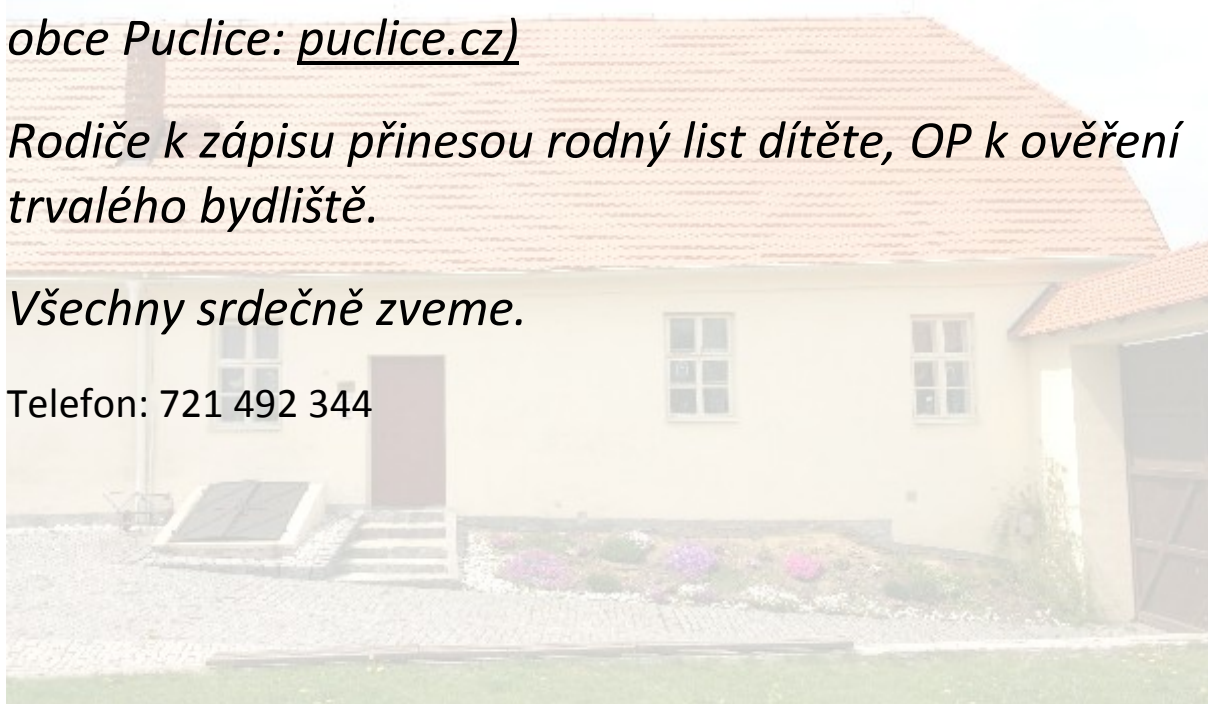 obce Puclice: puclice.cz)
Rodiče k zápisu přinesou rodný list dítěte, OP k ověření
trvalého bydliště.
Všechny srdečně zveme.
Telefon: 721 492 344